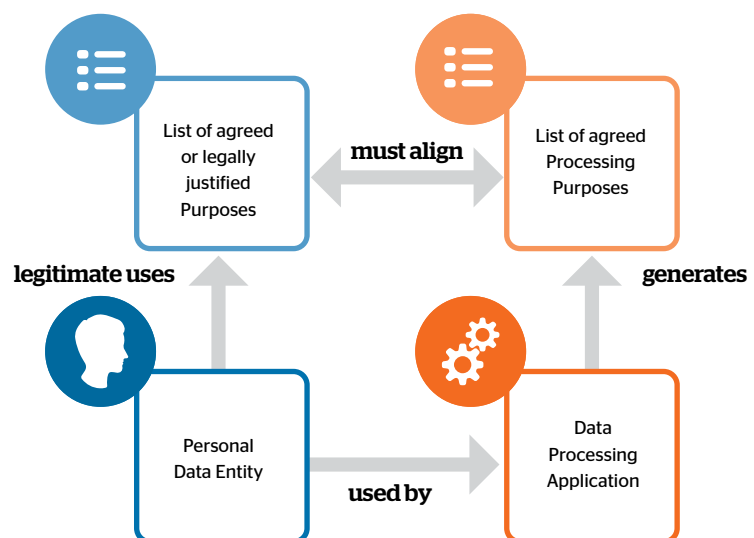 List of agreed
or legally
justified
Purposes
must align
List of agreed
Processing
Purposes
legitimate uses
generates
Personal
Data Entity
used by
Data
Processing
Application